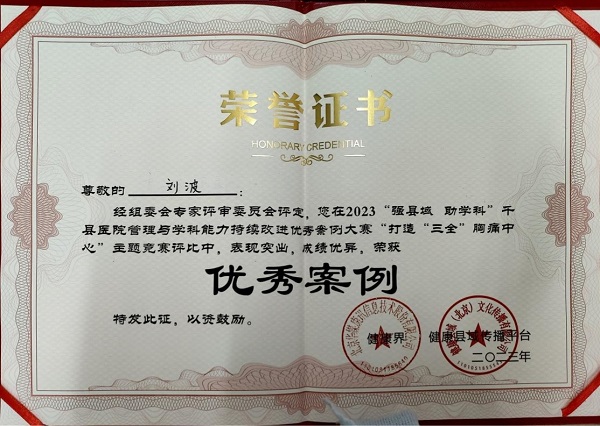 荣誉证书
HONORARY CREDENTIAL
尊敬的 刘波 ：
经组委会专家评审委员会评定，您在2023“强县域 助学科”千
县医院管理与学科能力持续改进优秀案例大赛“打造“三全”胸痛中
心”主题竞赛评比中，表现突出，成绩优异，荣获
优秀案例
特发此证，以资鼓励。
健康界 健康县域传播平台
二〇二三年